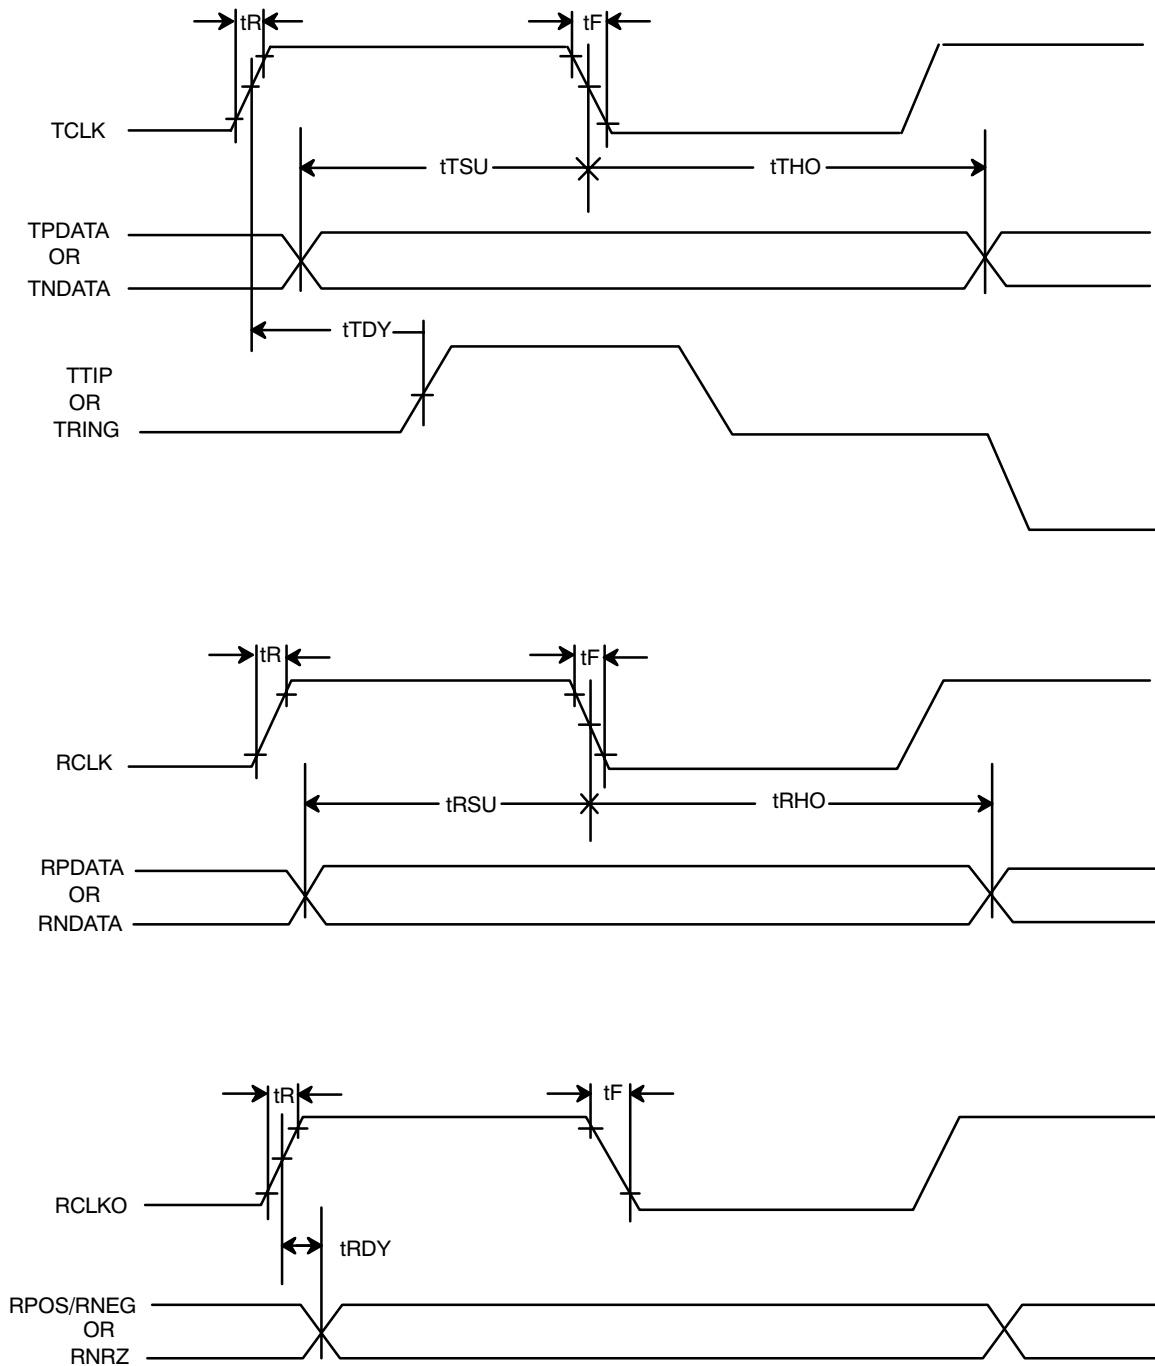 tR
tF
TCLK
tTSU
tTHO
TPDATA
OR
TNDATA
tTDY
TTIP
OR
TRING
tR
tF
RCLK
tRSU
tRHO
RPDATA
OR
RNDATA
tR
tF
RCLKO
tRDY
RPOS/RNEG
OR
RNRZ